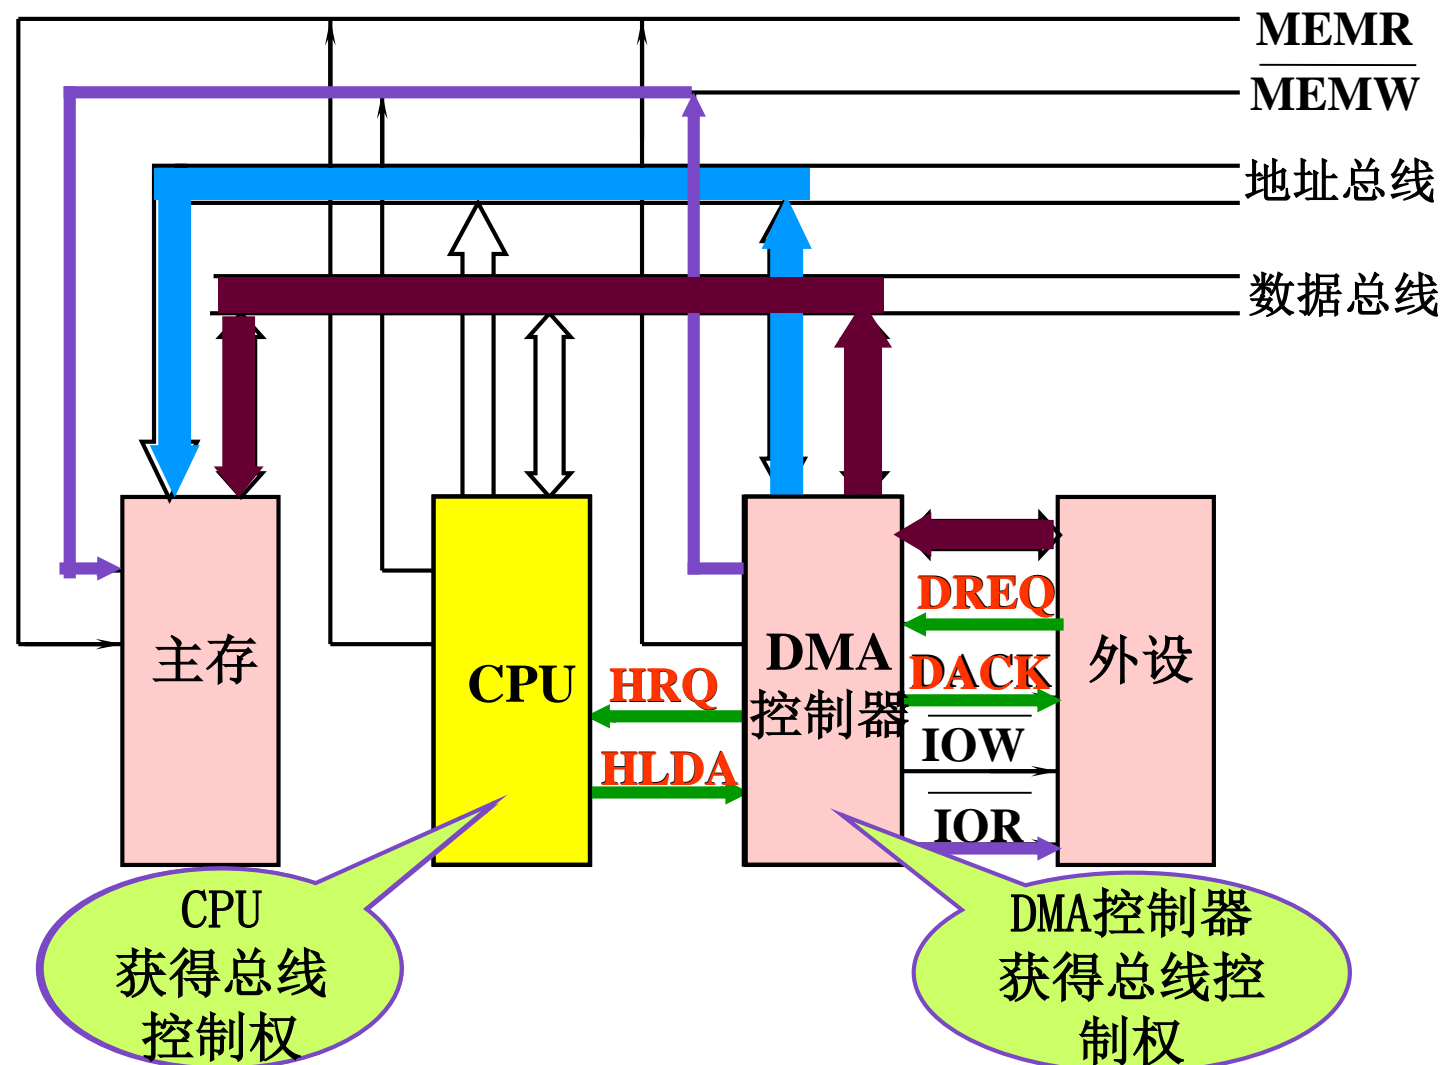 MEMR
MEMW
地址总线
数据总线
DREQ
主存
CPU
HRQ
HLDA
DMA
控制器
DACK
外设
IOW
IOR
CPU
获得总线
控制权
DMA控制器
获得总线控
制权